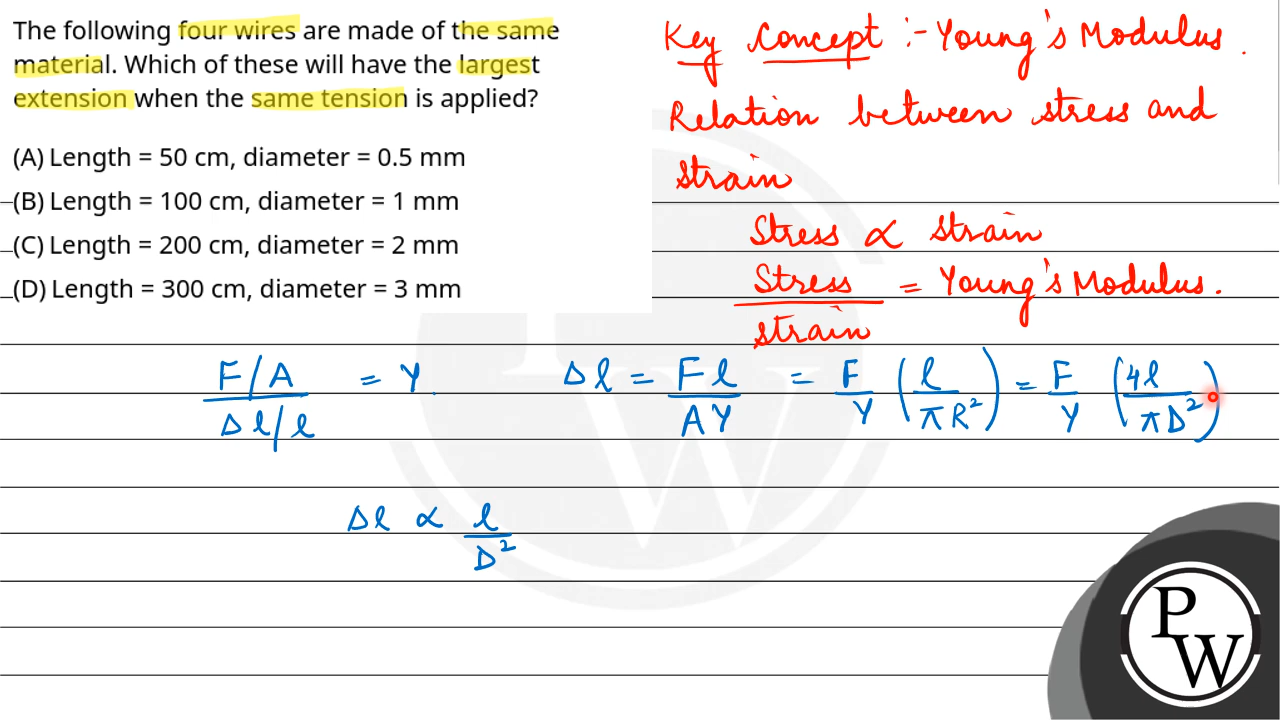 The following four wires are made of the same
material. Which of these will have the largest
extension when the same tension is applied?
(A) Length = 50 cm, diameter = 0.5 mm
(B) Length = 100 cm, diameter = 1 mm
(C) Length = 200 cm, diameter = 2 mm
(D) Length = 300 cm, diameter = 3 mm
Key Concept :- Young's Modulus.
Relation between stress and
strain
Stress ∝ strain
Stress/strain = Young's Modulus.
(F/A)/(Δl/l) = Y. Δl = Fl/AY = F/Y (l/πR²) = F/Y (4l/πD²)
Δl ∝ l/D²
PW